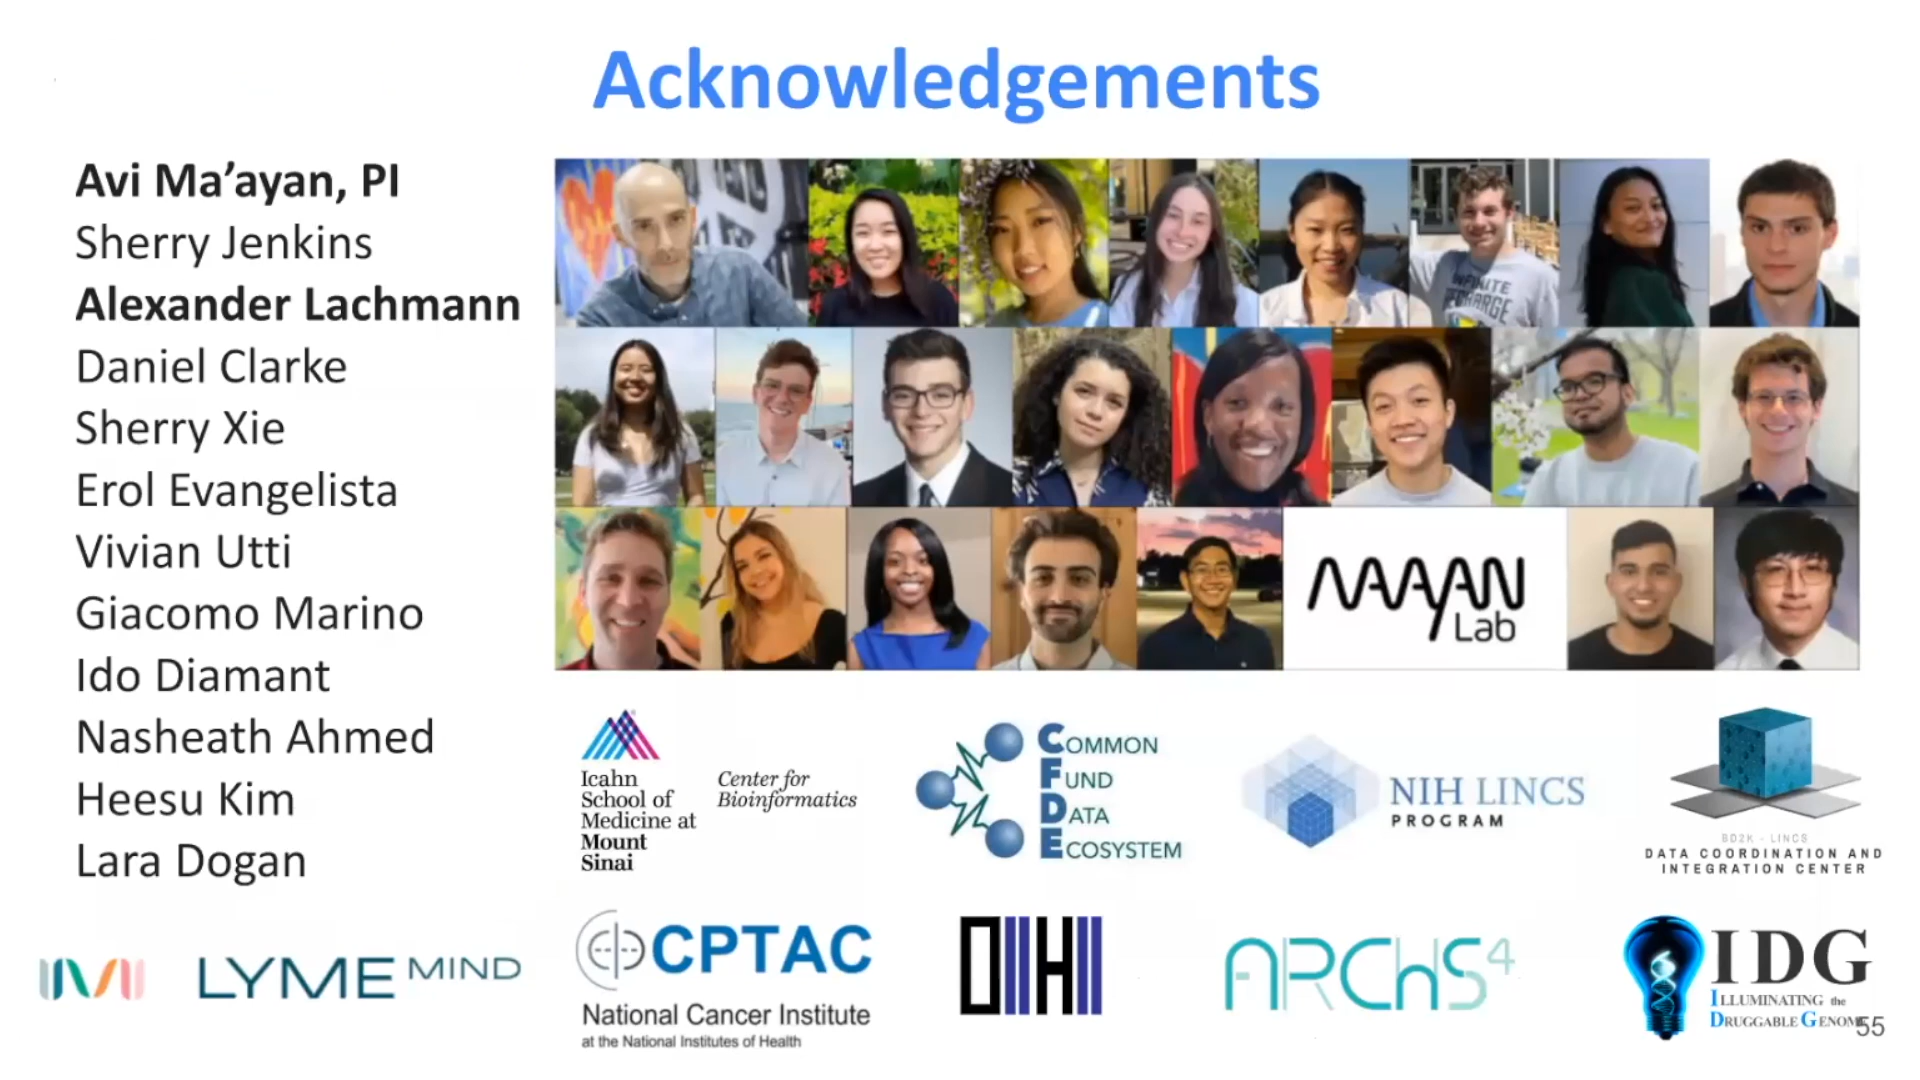 Acknowledgements
Avi Ma’ayan, PI
Sherry Jenkins
Alexander Lachmann
Daniel Clarke
Sherry Xie
Erol Evangelista
Vivian Utti
Giacomo Marino
Ido Diamant
Nasheath Ahmed
Heesu Kim
Lara Dogan
INFINITE
RECHARGE
MAAYAN
Lab
Icahn
School of
Medicine at
Mount
Sinai
Center for
Bioinformatics
COMMON
FUND
DATA
ECOSYSTEM
NIH LINCS
PROGRAM
BD2K - LINCS
DATA COORDINATION AND
INTEGRATION CENTER
LYME MIND
CPTAC
National Cancer Institute
at the National Institutes of Health
ARCHS4
IDG
ILLUMINATING the
DRUGGABLE GENOME
55